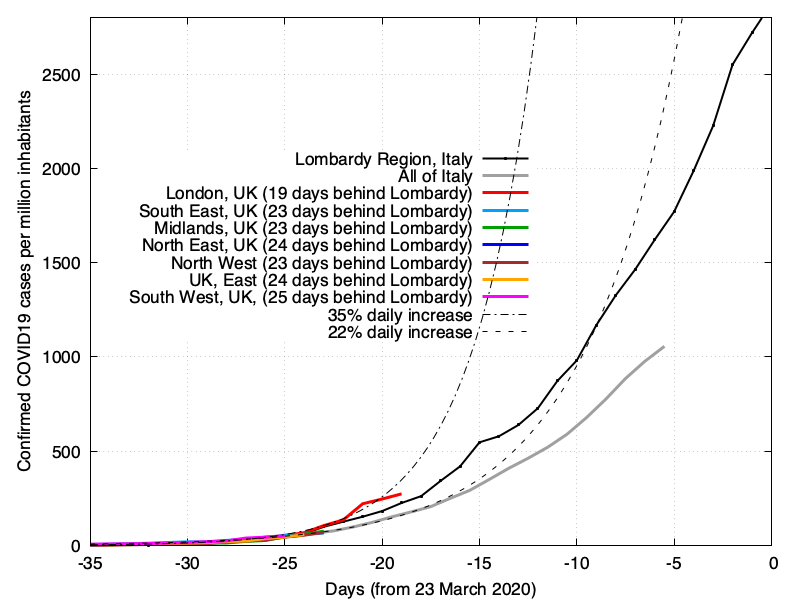 Confirmed COVID19 cases per million inhabitants
2500
2000
1500
1000
500
0
Lombardy Region, Italy
All of Italy
London, UK (19 days behind Lombardy)
South East, UK (23 days behind Lombardy)
Midlands, UK (23 days behind Lombardy)
North East, UK (24 days behind Lombardy)
North West (23 days behind Lombardy)
UK, East (24 days behind Lombardy)
South West, UK, (25 days behind Lombardy)
35% daily increase
22% daily increase
-35 -30 -25 -20 -15 -10 -5 0
Days (from 23 March 2020)